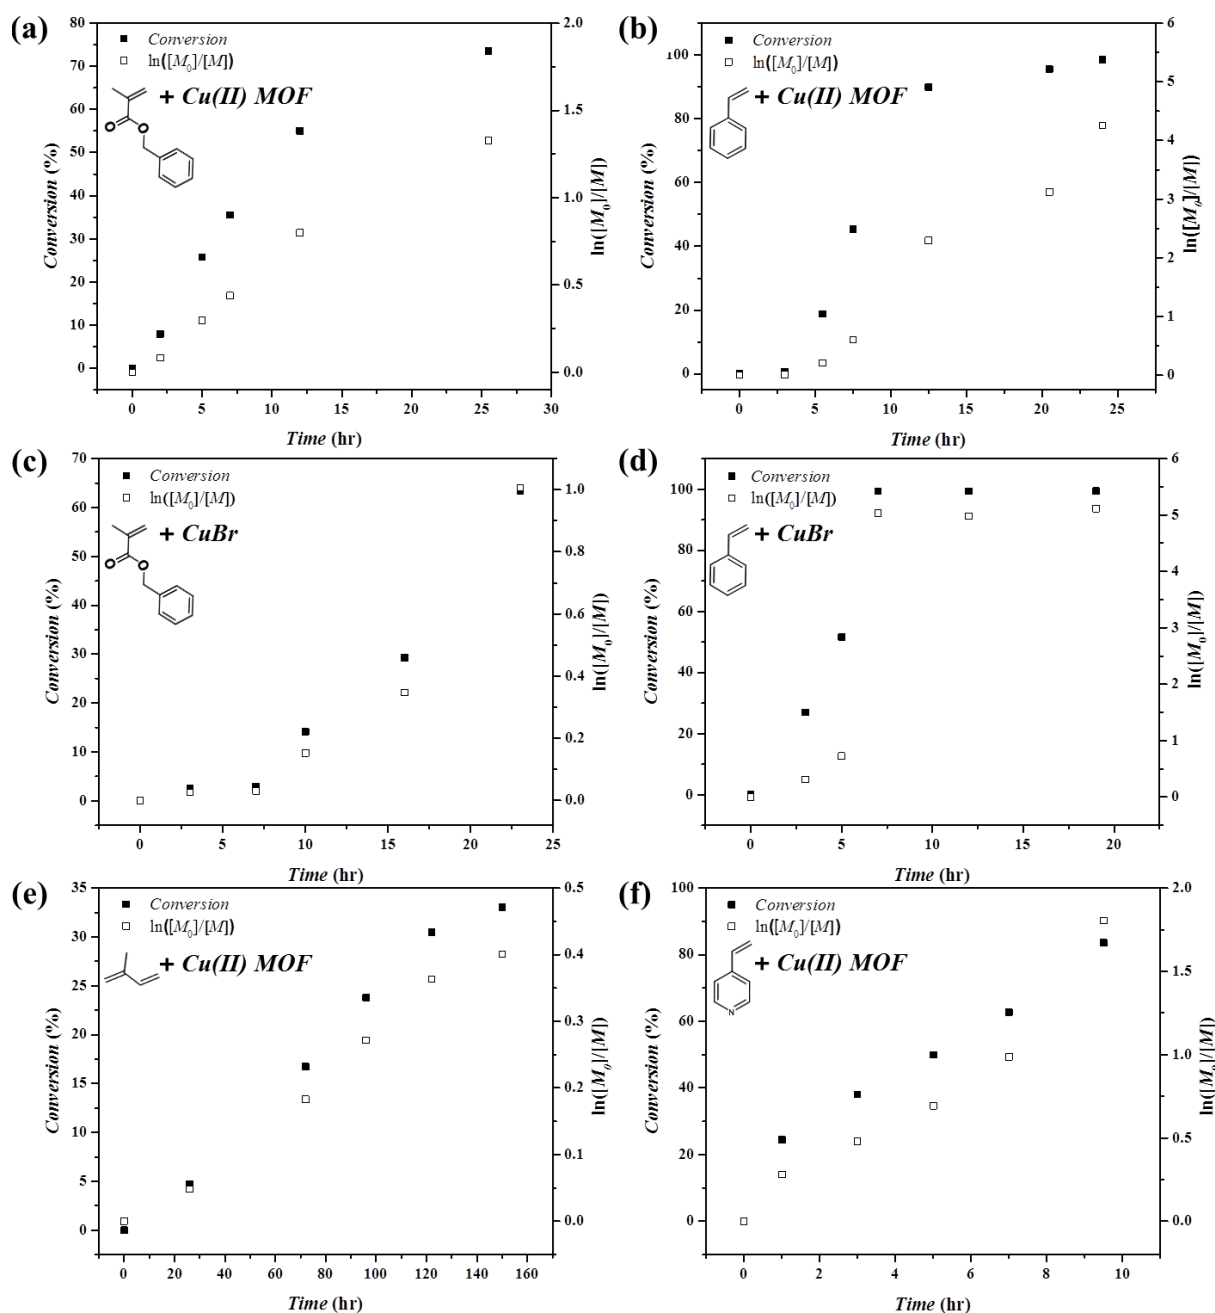 (a)
Conversion
ln([M0]/[M])
+ Cu(II) MOF
O
O
Conversion (%)
80
75
70
65
60
55
50
45
40
35
30
25
20
15
10
5
0
2.0
1.5
1.0
0.5
0.0
ln([M0]/[M])
0 5 10 15 20 25 30
Time (hr)
(b)
Conversion
ln([M0]/[M])
+ Cu(II) MOF
Conversion (%)
100
80
60
40
20
0
6
5
4
3
2
1
0
ln([M0]/[M])
0 5 10 15 20 25
Time (hr)
(c)
Conversion
ln([M0]/[M])
+ CuBr
O
O
Conversion (%)
70
60
50
40
30
20
10
0
1.0
0.8
0.6
0.4
0.2
0.0
ln([M0]/[M])
0 5 10 15 20 25
Time (hr)
(d)
Conversion
ln([M0]/[M])
+ CuBr
Conversion (%)
100
80
60
40
20
0
6
5
4
3
2
1
0
ln([M0]/[M])
0 5 10 15 20
Time (hr)
(e)
Conversion
ln([M0]/[M])
+ Cu(II) MOF
Conversion (%)
35
30
25
20
15
10
5
0
0.5
0.4
0.3
0.2
0.1
0.0
ln([M0]/[M])
0 20 40 60 80 100 120 140 160
Time (hr)
(f)
Conversion
ln([M0]/[M])
+ Cu(II) MOF
N
Conversion (%)
100
80
60
40
20
0
2.0
1.5
1.0
0.5
0.0
ln([M0]/[M])
0 2 4 6 8 10
Time (hr)